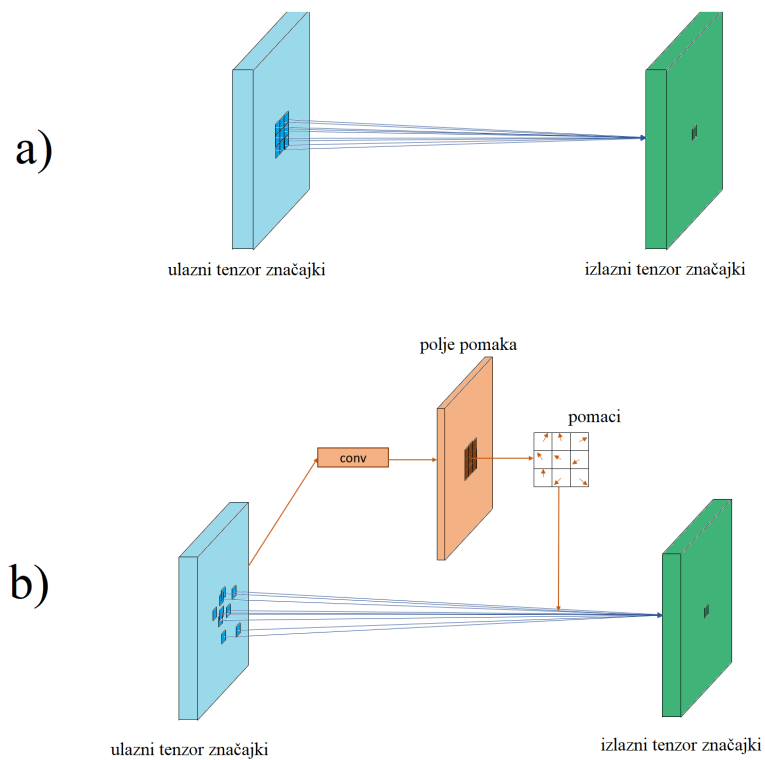 a)
ulazni tenzor značajki
izlazni tenzor značajki
polje pomaka
pomaci
conv
b)
ulazni tenzor značajki
izlazni tenzor značajki